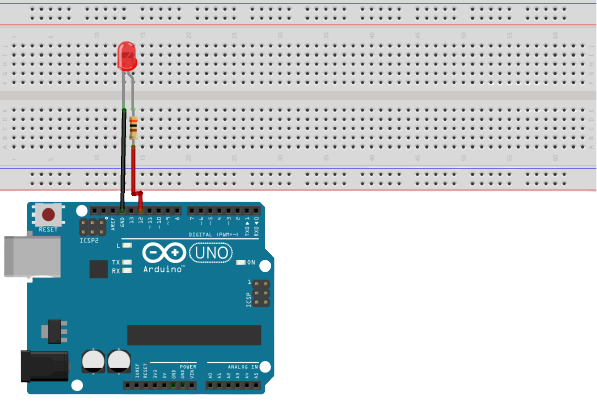 RESET
ICSP2
AREF
GND
13
12
~11
~10
~9
8
7
~6
~5
4
~3
2
TX▶1
RX◀0
DIGITAL (PWM~)
L
TX
RX
Arduino
UNO
ON
1
ICSP
IOREF
RESET
3V3
5V
GND
GND
VIN
POWER
ANALOG IN
A0
A1
A2
A3
A4
A5